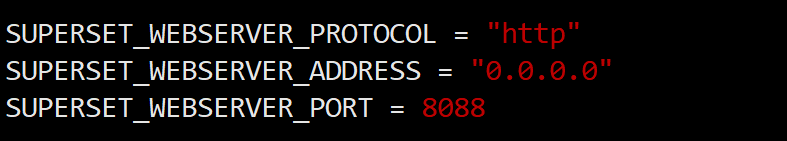 SUPERSET_WEBSERVER_PROTOCOL = "http"
SUPERSET_WEBSERVER_ADDRESS = "0.0.0.0"
SUPERSET_WEBSERVER_PORT = 8088